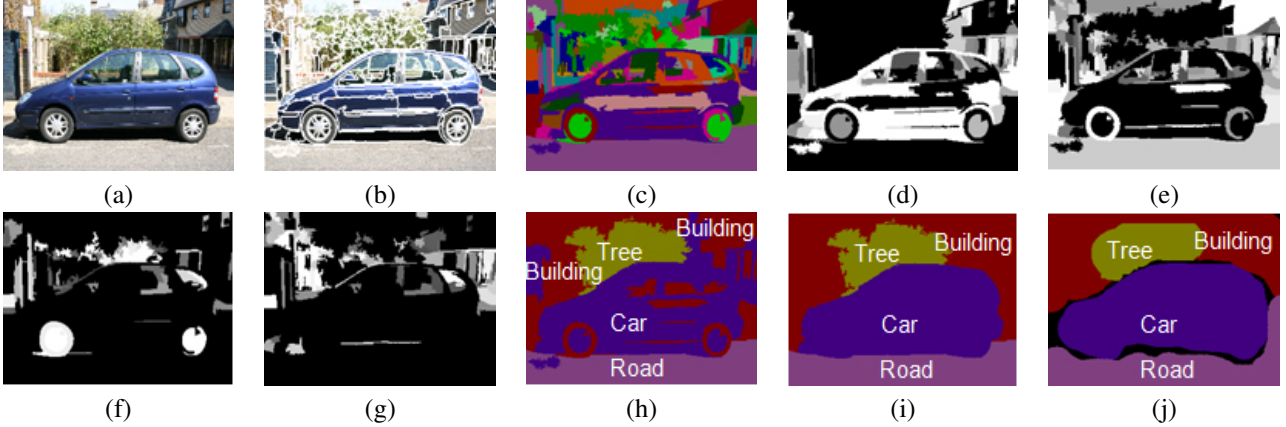 (a) (b) (c) (d) (e)
Building
Tree
Building
Car
Road
Tree
Building
Car
Road
Tree
Building
Car
Road
(f) (g) (h) (i) (j)